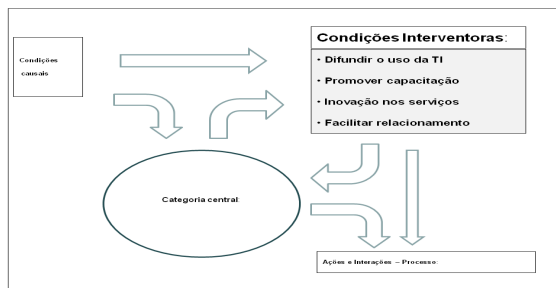 Condições
causais
Condições Interventoras:
• Difundir o uso da TI
• Promover capacitação
• Inovação nos serviços
• Facilitar relacionamento
Categoria central:
Ações e Interações – Processo: